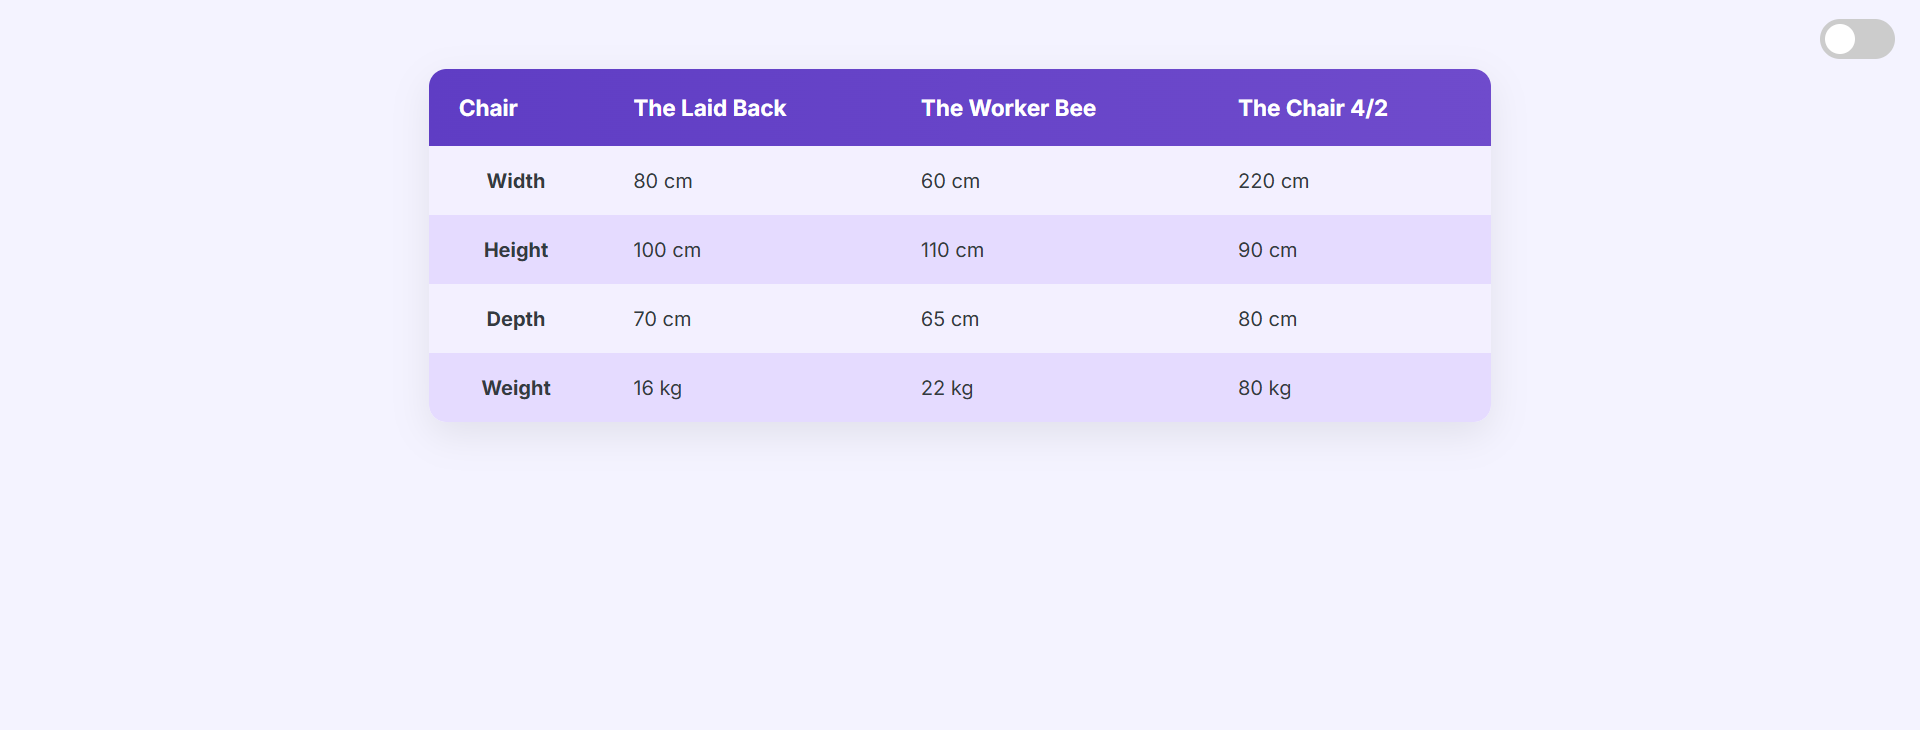 Chair The Laid Back The Worker Bee The Chair 4/2
Width 80 cm 60 cm 220 cm
Height 100 cm 110 cm 90 cm
Depth 70 cm 65 cm 80 cm
Weight 16 kg 22 kg 80 kg